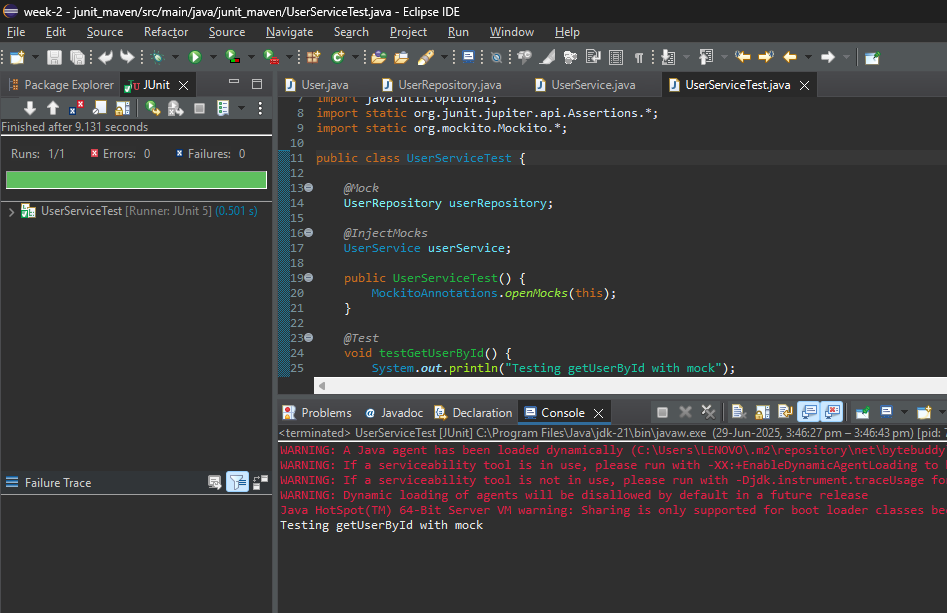 week-2 - junit_maven/src/main/java/junit_maven/UserServiceTest.java - Eclipse IDE
File Edit Source Refactor Source Navigate Search Project Run Window Help
Package Explorer JUnit
Finished after 9.131 seconds
Runs: 1/1 Errors: 0 Failures: 0
UserServiceTest [Runner: JUnit 5] (0.501 s)
Failure Trace
User.java UserRepository.java UserService.java UserServiceTest.java
7 import java.util.Optional;
8 import static org.junit.jupiter.api.Assertions.*;
9 import static org.mockito.Mockito.*;
10
11 public class UserServiceTest {
12
13 @Mock
14 UserRepository userRepository;
15
16 @InjectMocks
17 UserService userService;
18
19 public UserServiceTest() {
20 MockitoAnnotations.openMocks(this);
21 }
22
23 @Test
24 void testGetUserById() {
25 System.out.println("Testing getUserById with mock");
Problems Javadoc Declaration Console
<terminated> UserServiceTest [JUnit] C:\Program Files\Java\jdk-21\bin\javaw.exe (29-Jun-2025, 3:46:27 pm – 3:46:43 pm) [pid:
WARNING: A Java agent has been loaded dynamically (C:\Users\LENOVO\.m2\repository\net\bytebuddy
WARNING: If a serviceability tool is in use, please run with -XX:+EnableDynamicAgentLoading to
WARNING: If a serviceability tool is not in use, please run with -Djdk.instrument.traceUsage fo
WARNING: Dynamic loading of agents will be disallowed by default in a future release
Java HotSpot(TM) 64-Bit Server VM warning: Sharing is only supported for boot loader classes be
Testing getUserById with mock